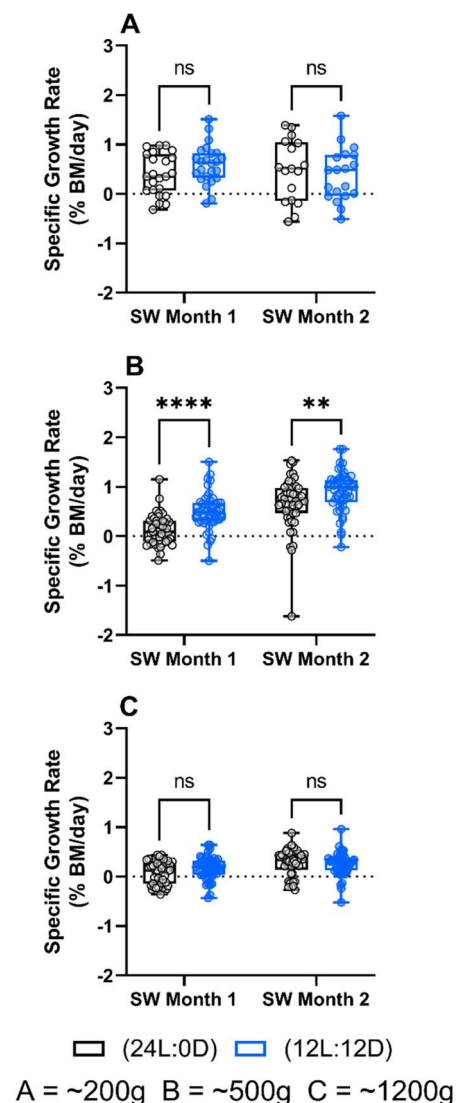 A
3
2
1
0
-1
-2
Specific Growth Rate
(% BM/day)
ns
ns
SW Month 1 SW Month 2
B
3
2
1
0
-1
-2
Specific Growth Rate
(% BM/day)
****
**
SW Month 1 SW Month 2
C
3
2
1
0
-1
-2
Specific Growth Rate
(% BM/day)
ns
ns
SW Month 1 SW Month 2
(24L:0D) (12L:12D)
A = ~200g B = ~500g C = ~1200g